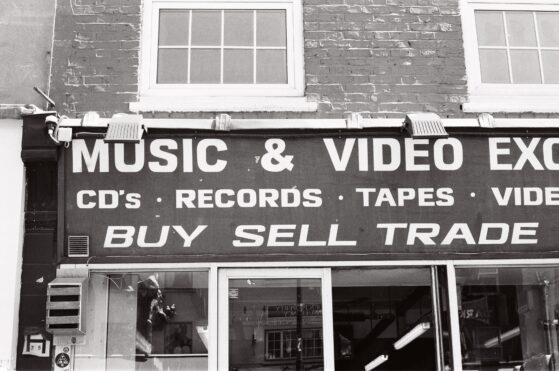 MUSIC & VIDEO EXC
CD's · RECORDS · TAPES · VIDE
BUY SELL TRADE